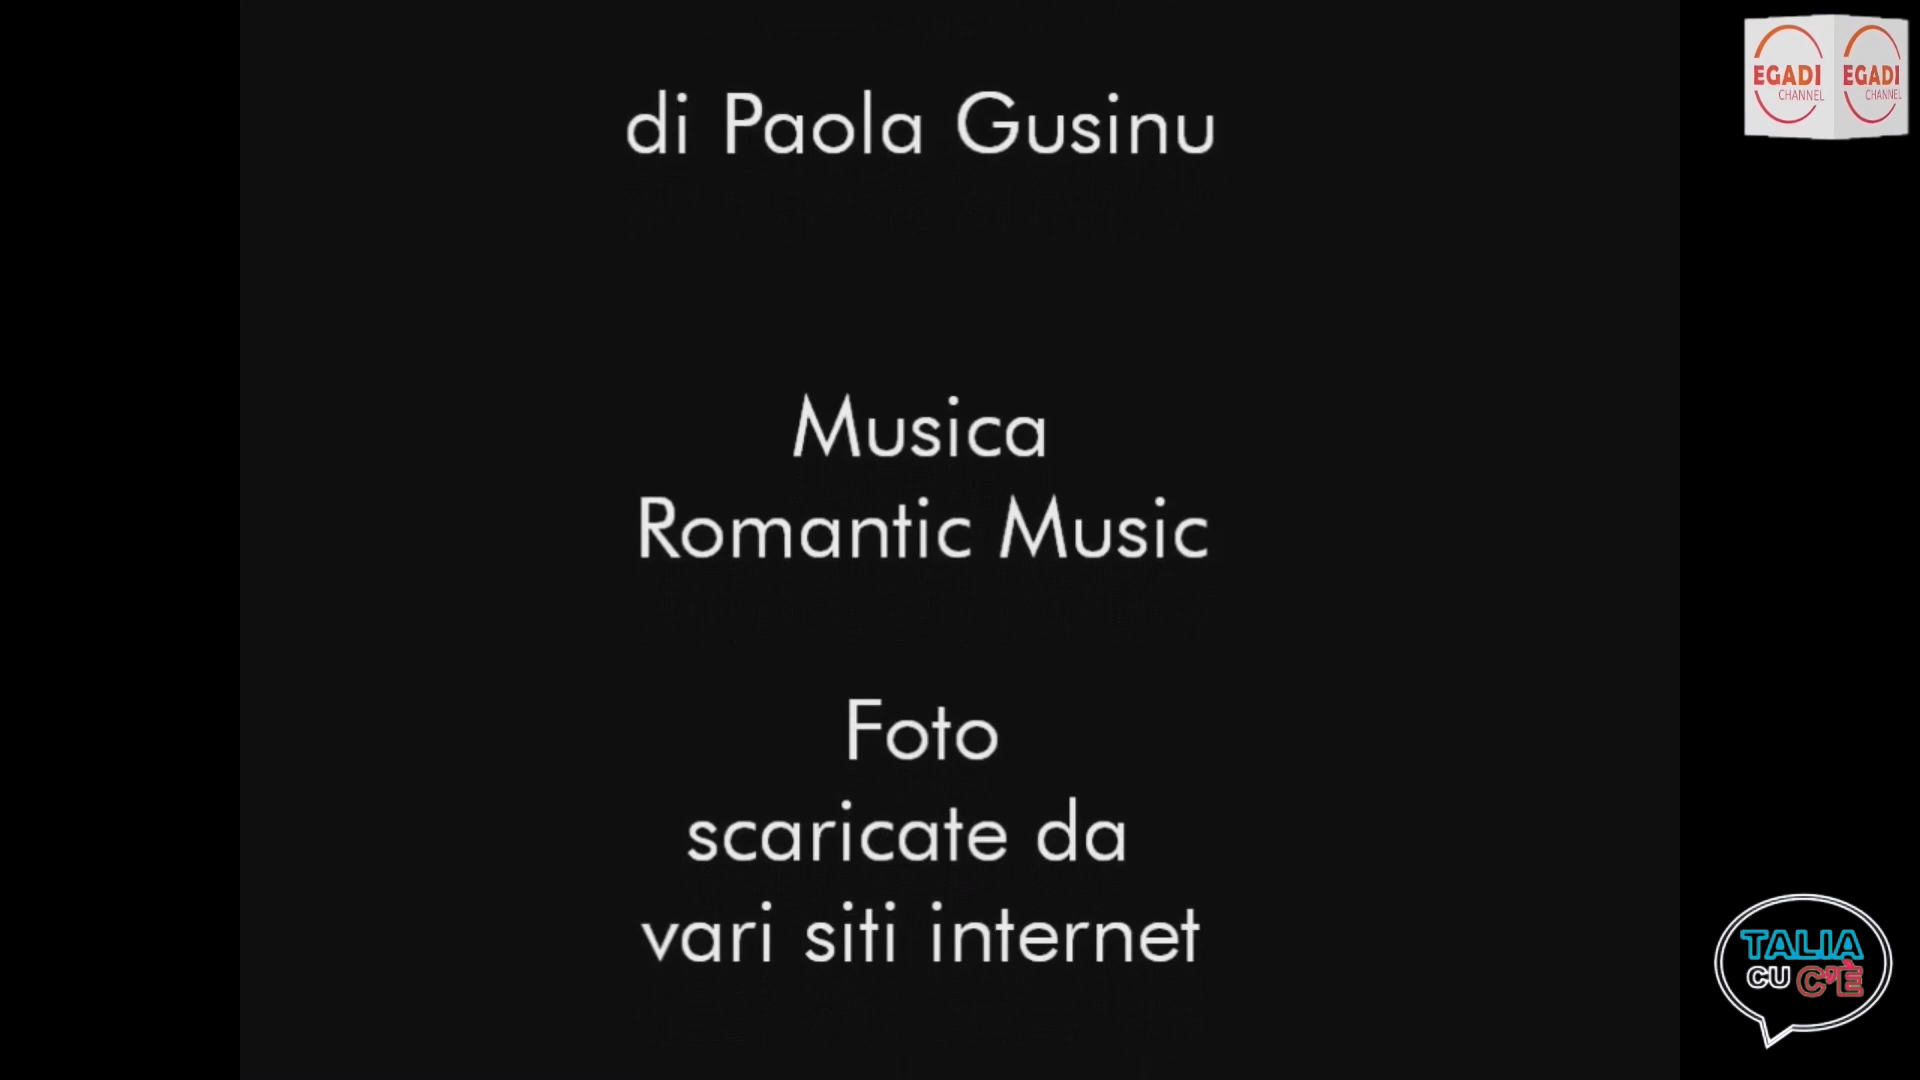 di Paola Gusinu
Musica
Romantic Music
Foto
scaricate da
vari siti internet
EGADI
CHANNEL
EGADI
CHANNEL
TALIA
CU C'È